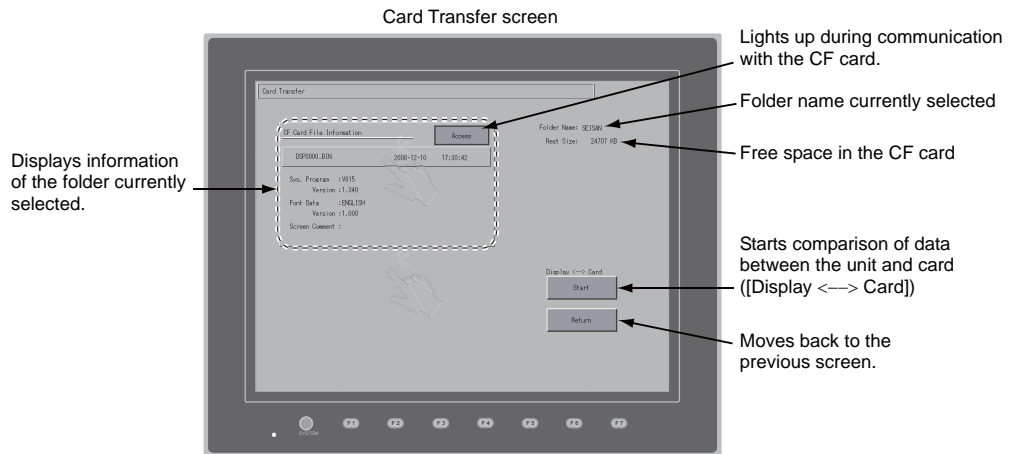 Card Transfer screen
Lights up during communication
with the CF card.
Card Transfer
Folder name currently selected
CF Card File Information
Access
Folder Name: SEISAN
Rest Size: 24707 KB
Free space in the CF card
DSP0000.BIN 2008-12-10 17:30:42
Displays information
of the folder currently
selected.
Sys. Program :V815
Version :1.340
Font Data :ENGLISH
Version :1.000
Screen Comment :
Starts comparison of data
between the unit and card
([Display <--> Card])
Display <--> Card
Start
Return
Moves back to the
previous screen.
SYSTEM
F1 F2 F3 F4 F5 F6 F7